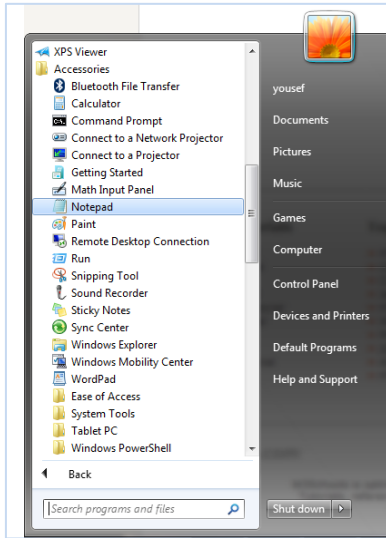 XPS Viewer
Accessories
Bluetooth File Transfer
Calculator
Command Prompt
Connect to a Network Projector
Connect to a Projector
Getting Started
Math Input Panel
Notepad
Paint
Remote Desktop Connection
Run
Snipping Tool
Sound Recorder
Sticky Notes
Sync Center
Windows Explorer
Windows Mobility Center
WordPad
Ease of Access
System Tools
Tablet PC
Windows PowerShell
Back
Search programs and files
yousef
Documents
Pictures
Music
Games
Computer
Control Panel
Devices and Printers
Default Programs
Help and Support
Shut down